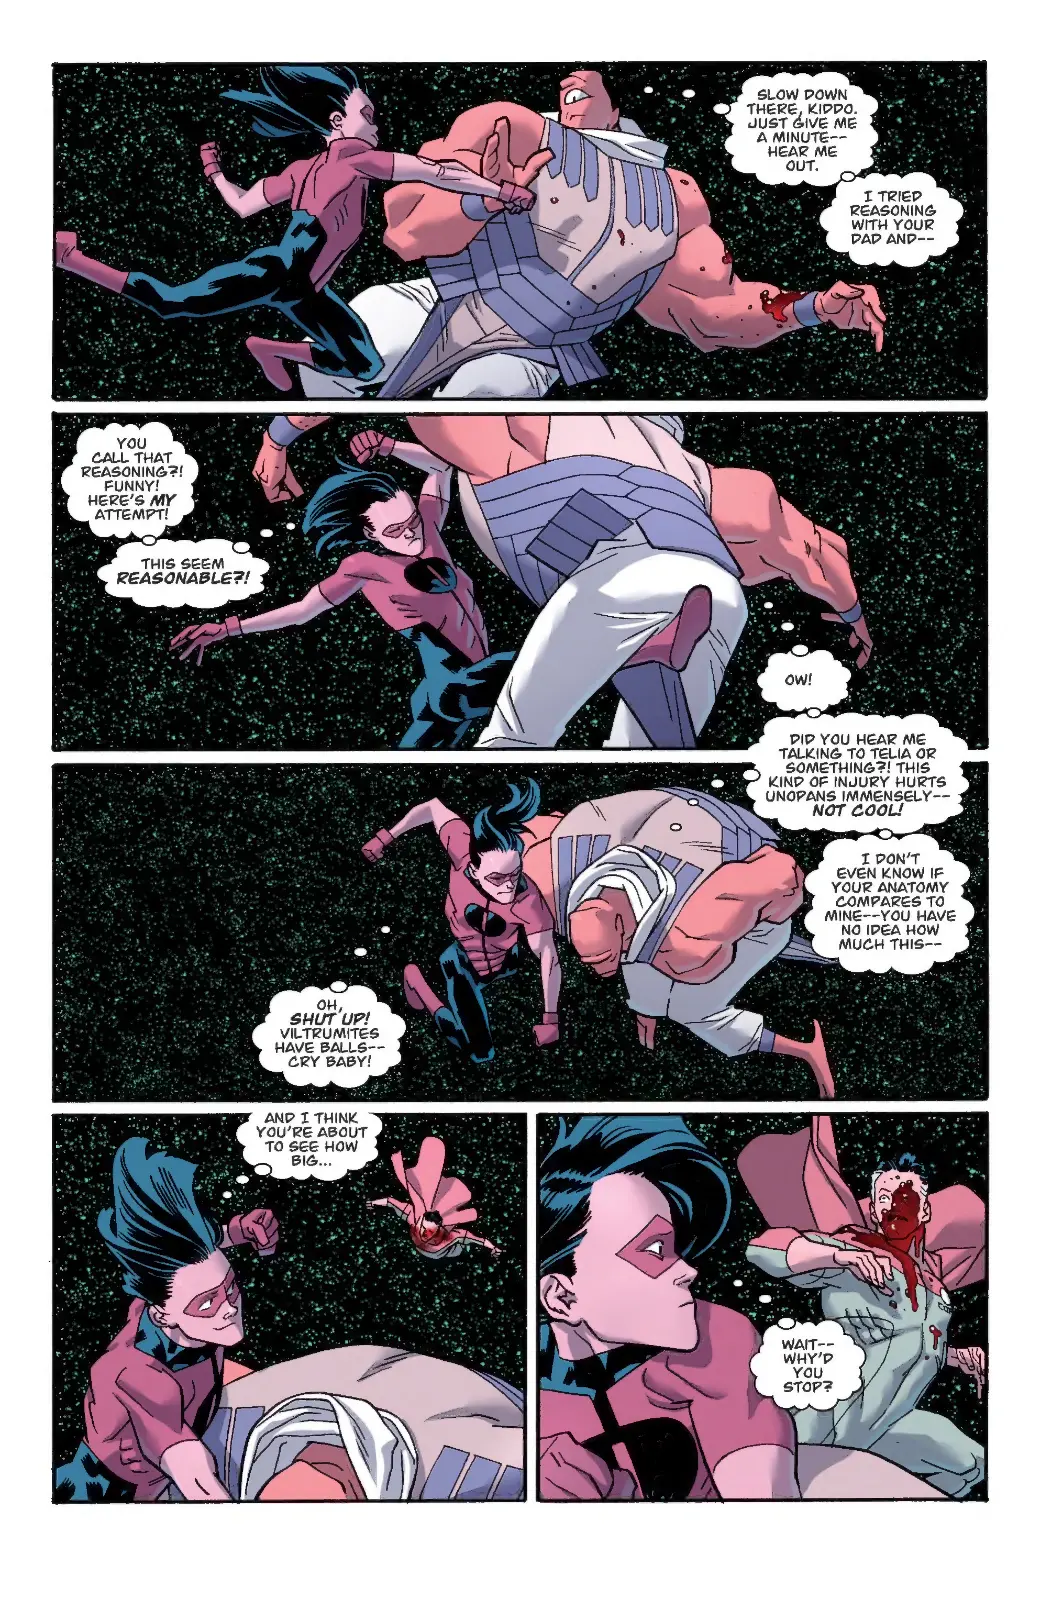 SLOW DOWN
THERE, KIDDO.
JUST GIVE ME
A MINUTE--
HEAR ME
OUT.
I TRIED
REASONING
WITH YOUR
DAD AND--
YOU
CALL THAT
REASONING?!
FUNNY!
HERE'S MY
ATTEMPT!
THIS SEEM
REASONABLE?!
OW!
DID YOU HEAR ME
TALKING TO TELIA OR
SOMETHING?! THIS
KIND OF INJURY HURTS
UNOPANS IMMENSELY--
NOT COOL!
I DON'T
EVEN KNOW IF
YOUR ANATOMY
COMPARES TO
MINE--YOU HAVE
NO IDEA HOW
MUCH THIS--
OH,
SHUT UP!
VILTRUMITES
HAVE BALLS--
CRY BABY!
AND I THINK
YOU'RE ABOUT
TO SEE HOW
BIG...
WAIT--
WHY'D
YOU
STOP?